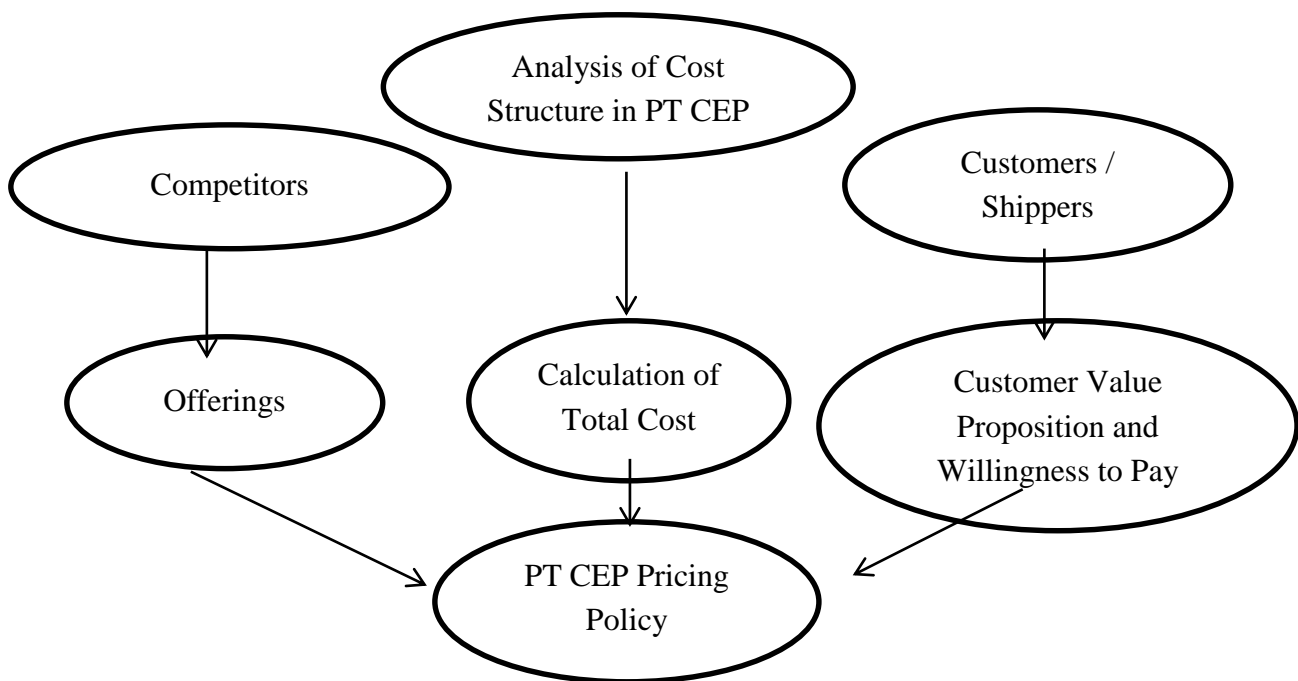 Analysis of Cost
Structure in PT CEP
Competitors
Customers /
Shippers
Offerings
Calculation of
Total Cost
Customer Value
Proposition and
Willingness to Pay
PT CEP Pricing
Policy